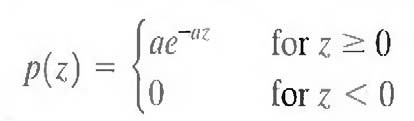 p(z) = { ae^{-az} for z ≥ 0
0 for z < 0